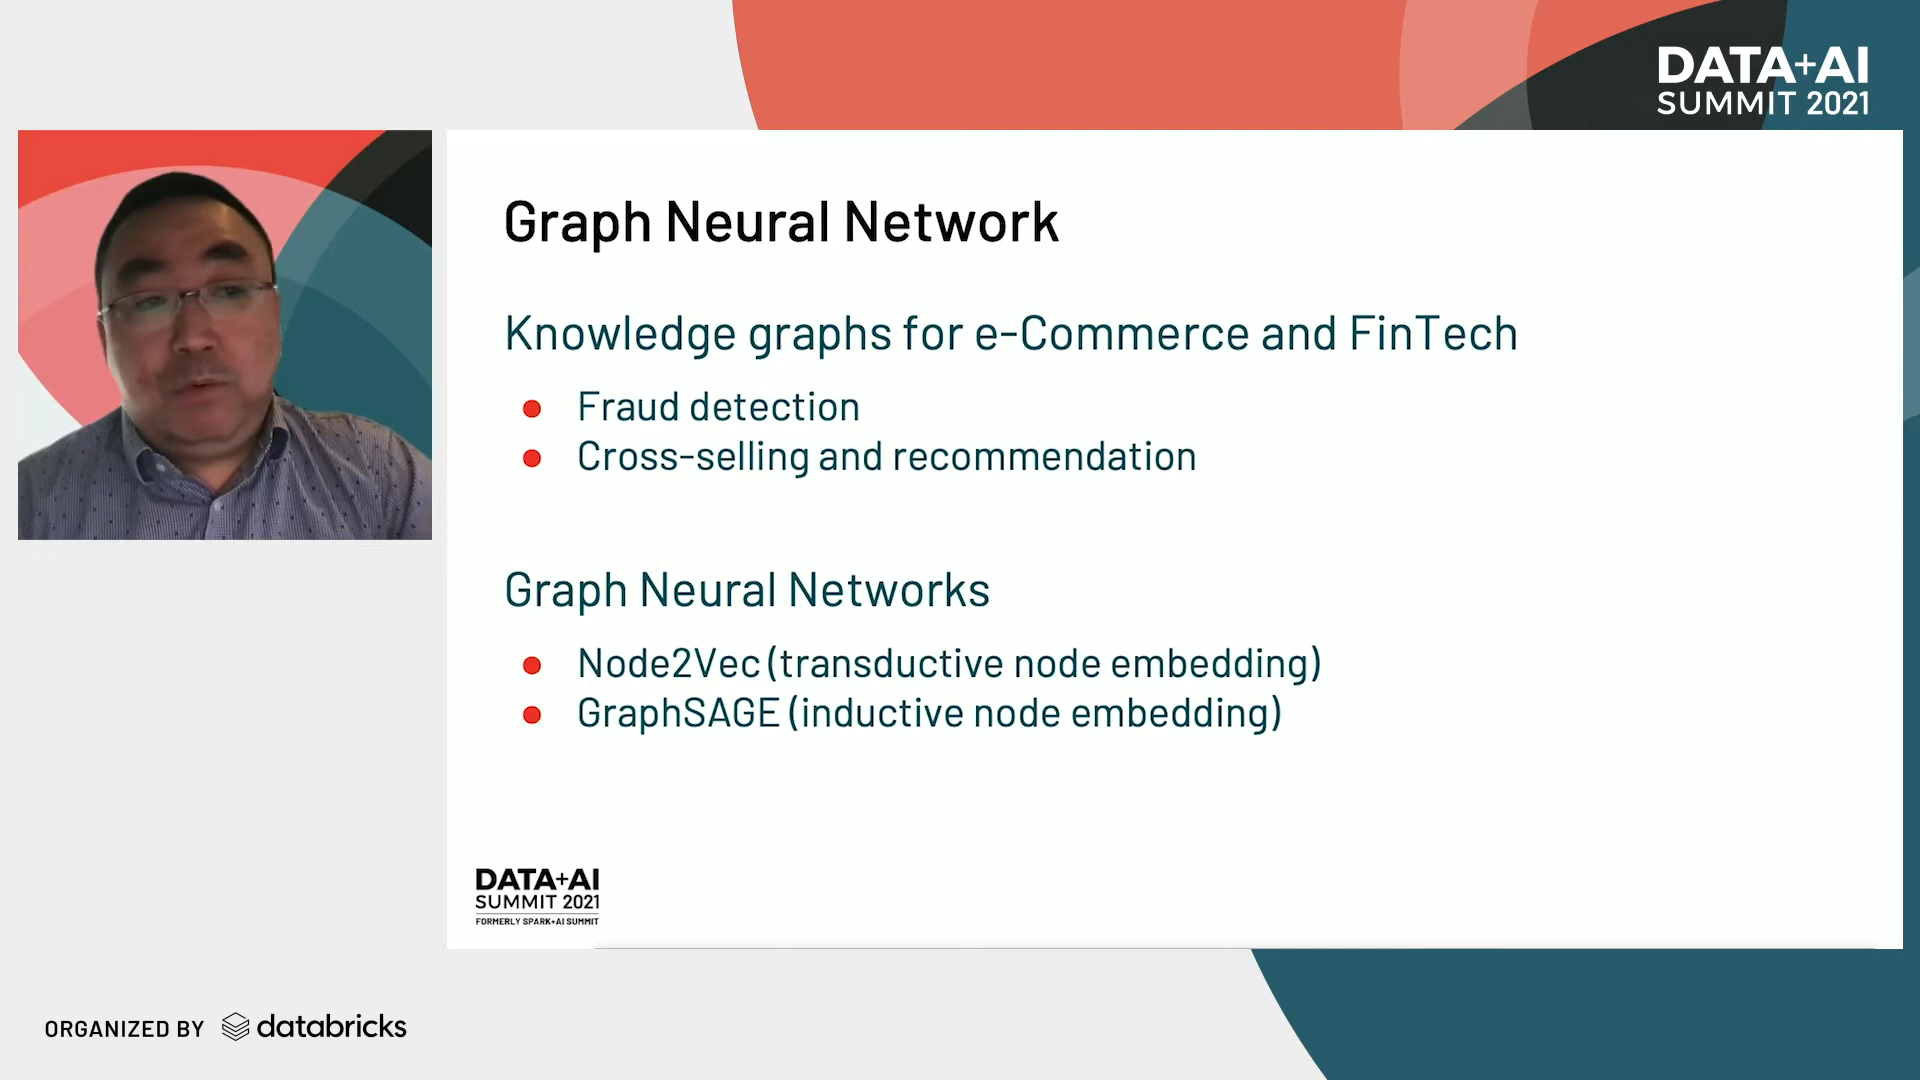 DATA+AI
SUMMIT 2021
Graph Neural Network
Knowledge graphs for e-Commerce and FinTech
Fraud detection
Cross-selling and recommendation
Graph Neural Networks
Node2Vec (transductive node embedding)
GraphSAGE (inductive node embedding)
DATA+AI
SUMMIT 2021
FORMERLY SPARK+AI SUMMIT
ORGANIZED BY databricks